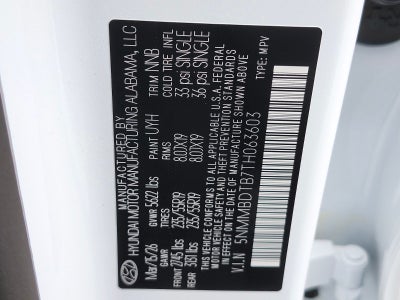 MANUFACTURED BY
HYUNDAI MOTOR MANUFACTURING ALABAMA, LLC
Mar/15/26 GVWR 5622 lbs PAINT UYH TRIM NNB
GAWR TIRES RIMS COLD TIRE INFL
FRONT 2745 lbs 235/55R19 8.0JX19 33 psi SINGLE
REAR 3161 lbs 235/55R19 8.0JX19 36 psi SINGLE
THIS VEHICLE CONFORMS TO ALL APPLICABLE U.S.A. FEDERAL
MOTOR VEHICLE SAFETY AND THEFT PREVENTION STANDARDS
IN EFFECT ON THE DATE OF MANUFACTURE SHOWN ABOVE.
V.I.N 5NMMBDTB7TH063603 TYPE: MPV